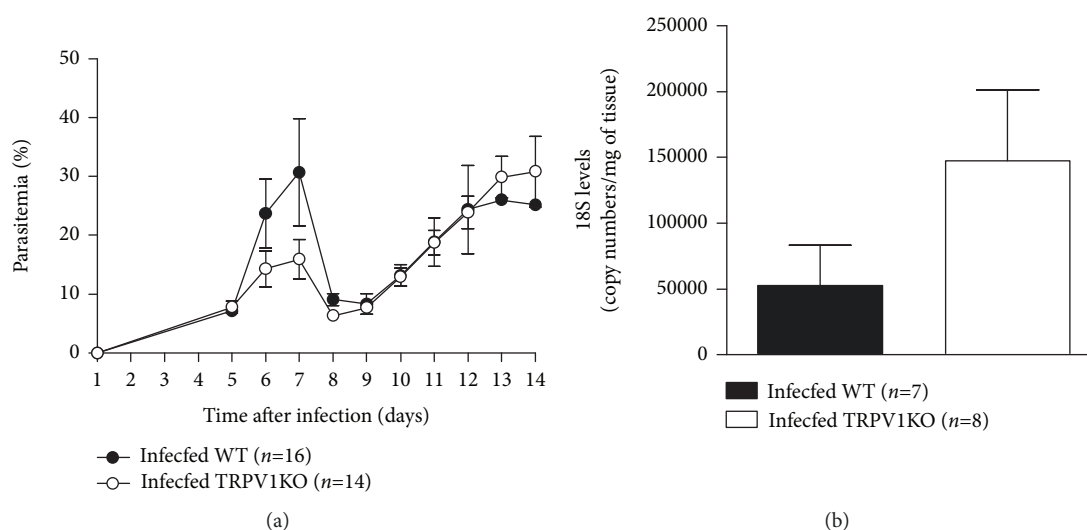 50
40
30
20
10
0
Parasitemia (%)
1 2 3 4 5 6 7 8 9 10 11 12 13 14
Time after infection (days)
Infecfed WT (n=16)
Infecfed TRPV1KO (n=14)
(a)
250000
200000
150000
100000
50000
0
18S levels
(copy numbers/mg of tissue)
Infecfed WT (n=7)
Infecfed TRPV1KO (n=8)
(b)